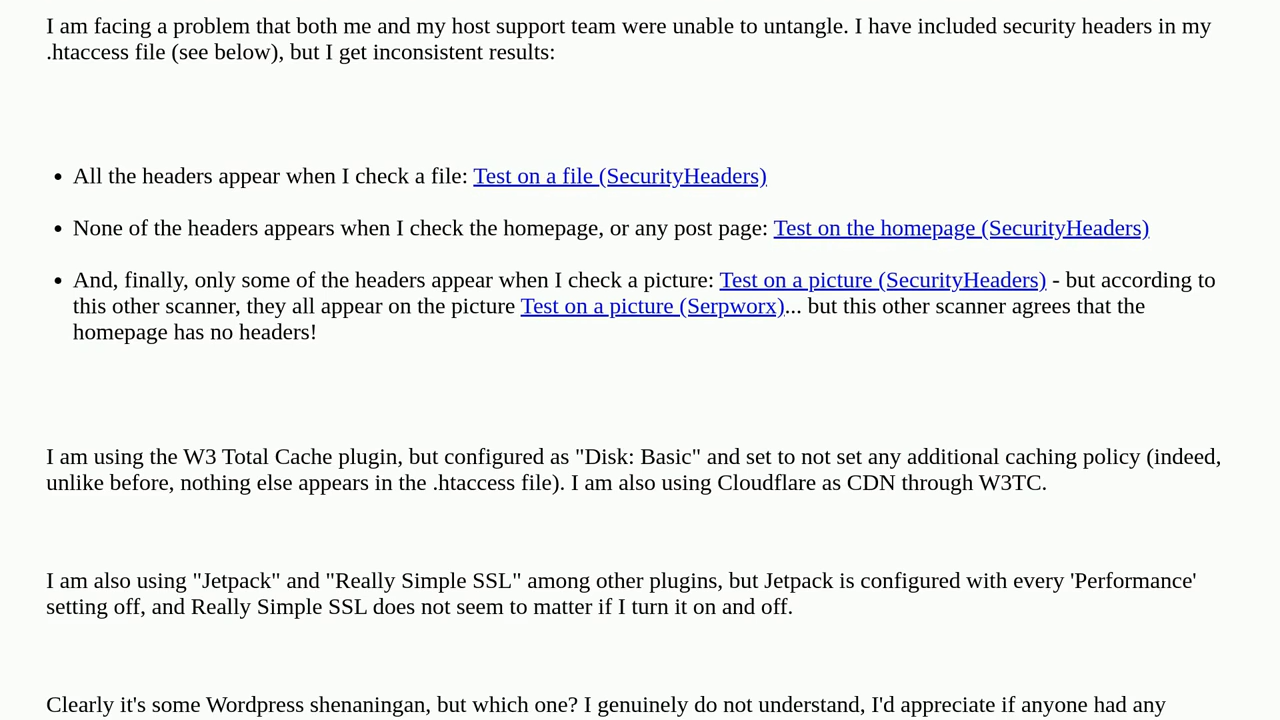 I am facing a problem that both me and my host support team were unable to untangle. I have included security headers in my
.htaccess file (see below), but I get inconsistent results:
• All the headers appear when I check a file: Test on a file (SecurityHeaders)
• None of the headers appears when I check the homepage, or any post page: Test on the homepage (SecurityHeaders)
• And, finally, only some of the headers appear when I check a picture: Test on a picture (SecurityHeaders) - but according to
this other scanner, they all appear on the picture Test on a picture (Serpworx)... but this other scanner agrees that the
homepage has no headers!
I am using the W3 Total Cache plugin, but configured as "Disk: Basic" and set to not set any additional caching policy (indeed,
unlike before, nothing else appears in the .htaccess file). I am also using Cloudflare as CDN through W3TC.
I am also using "Jetpack" and "Really Simple SSL" among other plugins, but Jetpack is configured with every 'Performance'
setting off, and Really Simple SSL does not seem to matter if I turn it on and off.
Clearly it's some Wordpress shenaningan, but which one? I genuinely do not understand, I'd appreciate if anyone had any